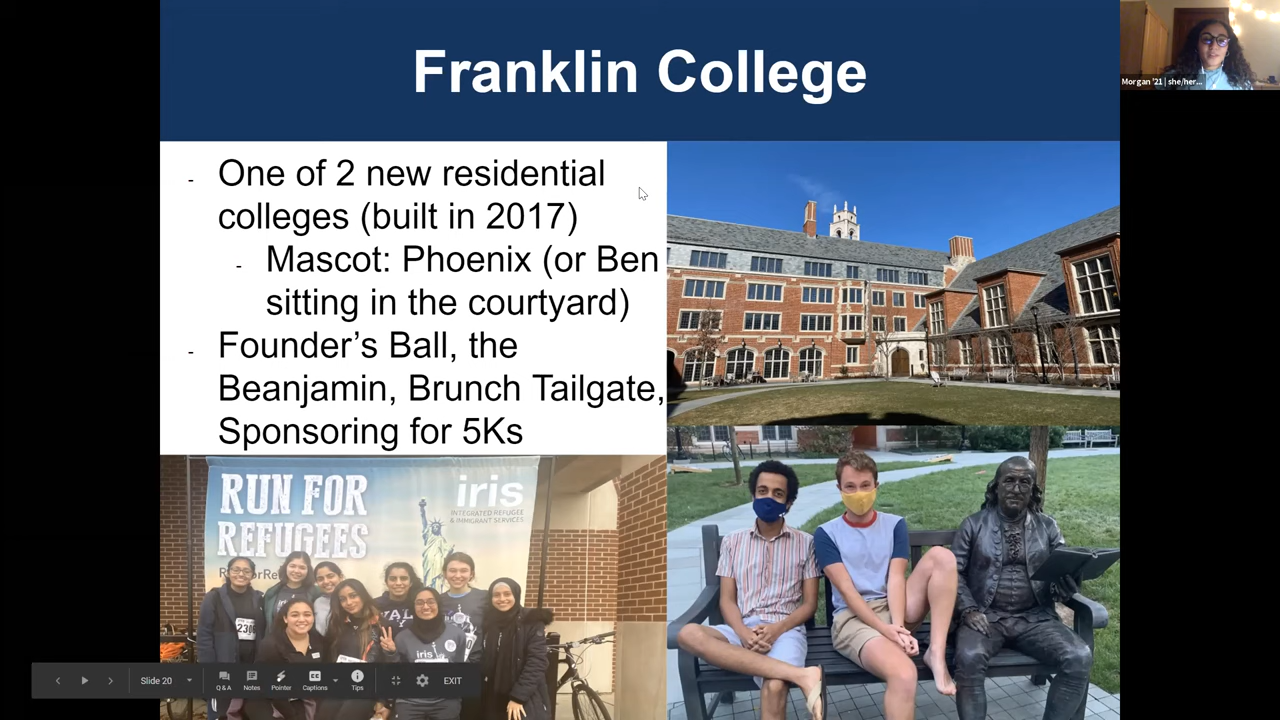 Franklin College
Morgan '21 | she/her...
- One of 2 new residential
colleges (built in 2017)
- Mascot: Phoenix (or Ben
sitting in the courtyard)
- Founder's Ball, the
Beanjamin, Brunch Tailgate,
Sponsoring for 5Ks
RUN FOR
REFUGEES
iris
INTEGRATED REFUGEE
& IMMIGRANT SERVICES
iris
Slide 20
Q & A
Notes
Pointer
CC
Captions
Tips
EXIT